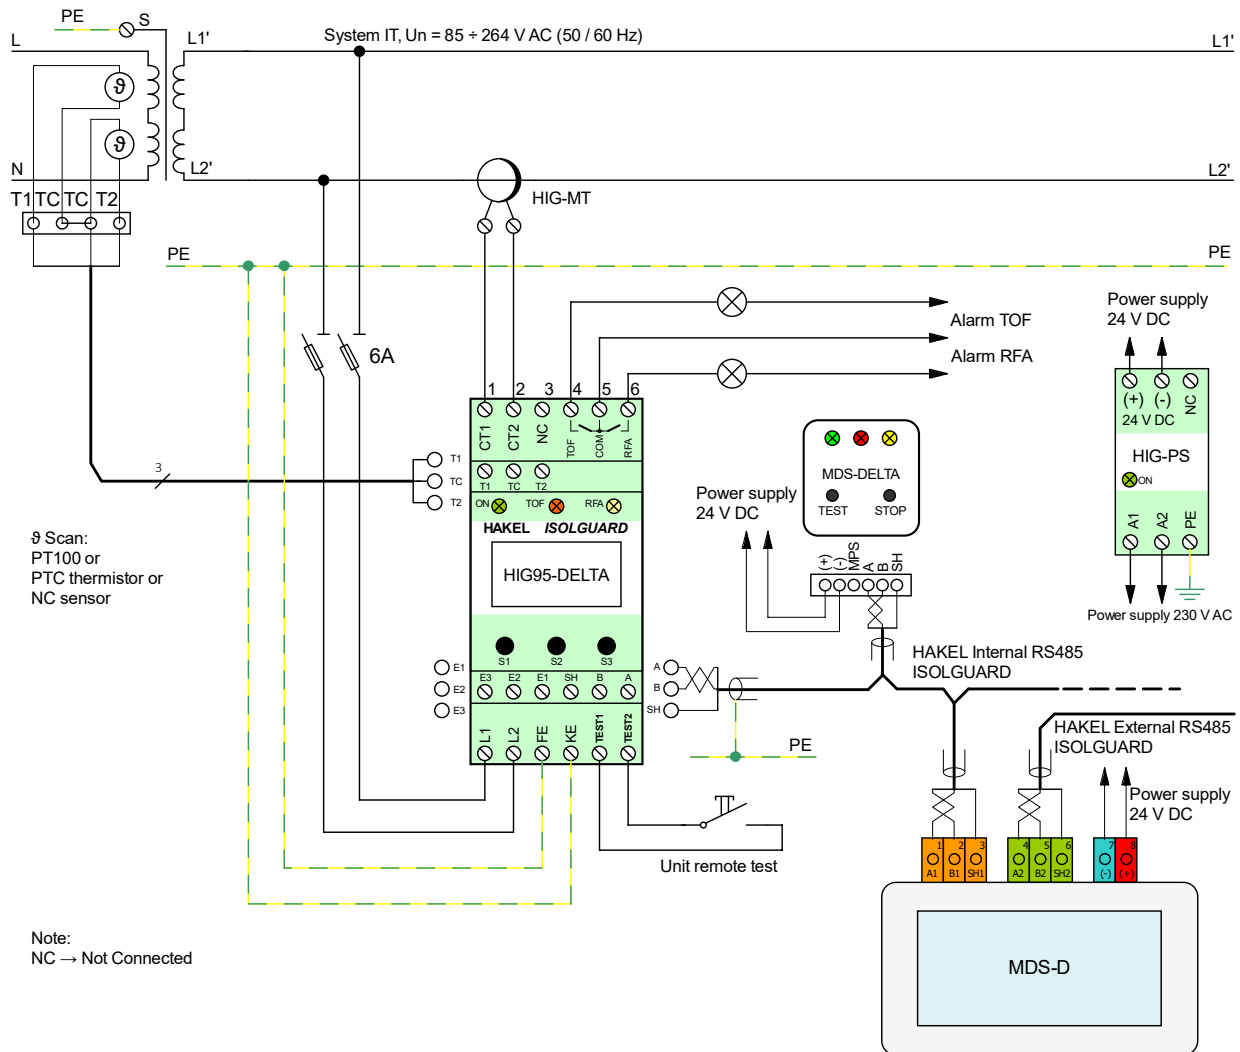 PE
S
L
L1'
System IT, Un = 85 ÷ 264 V AC (50 / 60 Hz)
L1'
ϑ
ϑ
N
L2'
L2'
T1 TC TC T2
HIG-MT
PE
PE
Power supply
24 V DC
Alarm TOF
Alarm RFA
6A
1 2 3 4 5 6
CT1 CT2 NC TOF COM RFA
T1 TC T2
T1
TC
T2
3
ON TOF RFA
HAKEL ISOLGUARD
HIG95-DELTA
S1 S2 S3
E1
E2
E3
E3 E2 E1 SH B A
L1 L2 FE KE TEST1 TEST2
A
B
SH
ϑ Scan:
PT100 or
PTC thermistor or
NC sensor
MDS-DELTA
TEST STOP
Power supply
24 V DC
(+) (-) MPS A B SH
(+) (-) NC
24 V DC
HIG-PS
ON
A1 A2 PE
Power supply 230 V AC
HAKEL Internal RS485
ISOLGUARD
HAKEL External RS485
ISOLGUARD
PE
Power supply
24 V DC
Unit remote test
1 2 3 4 5 6 7 8
A1 B1 SH1 A2 B2 SH2 (-) (+)
MDS-D
Note:
NC → Not Connected